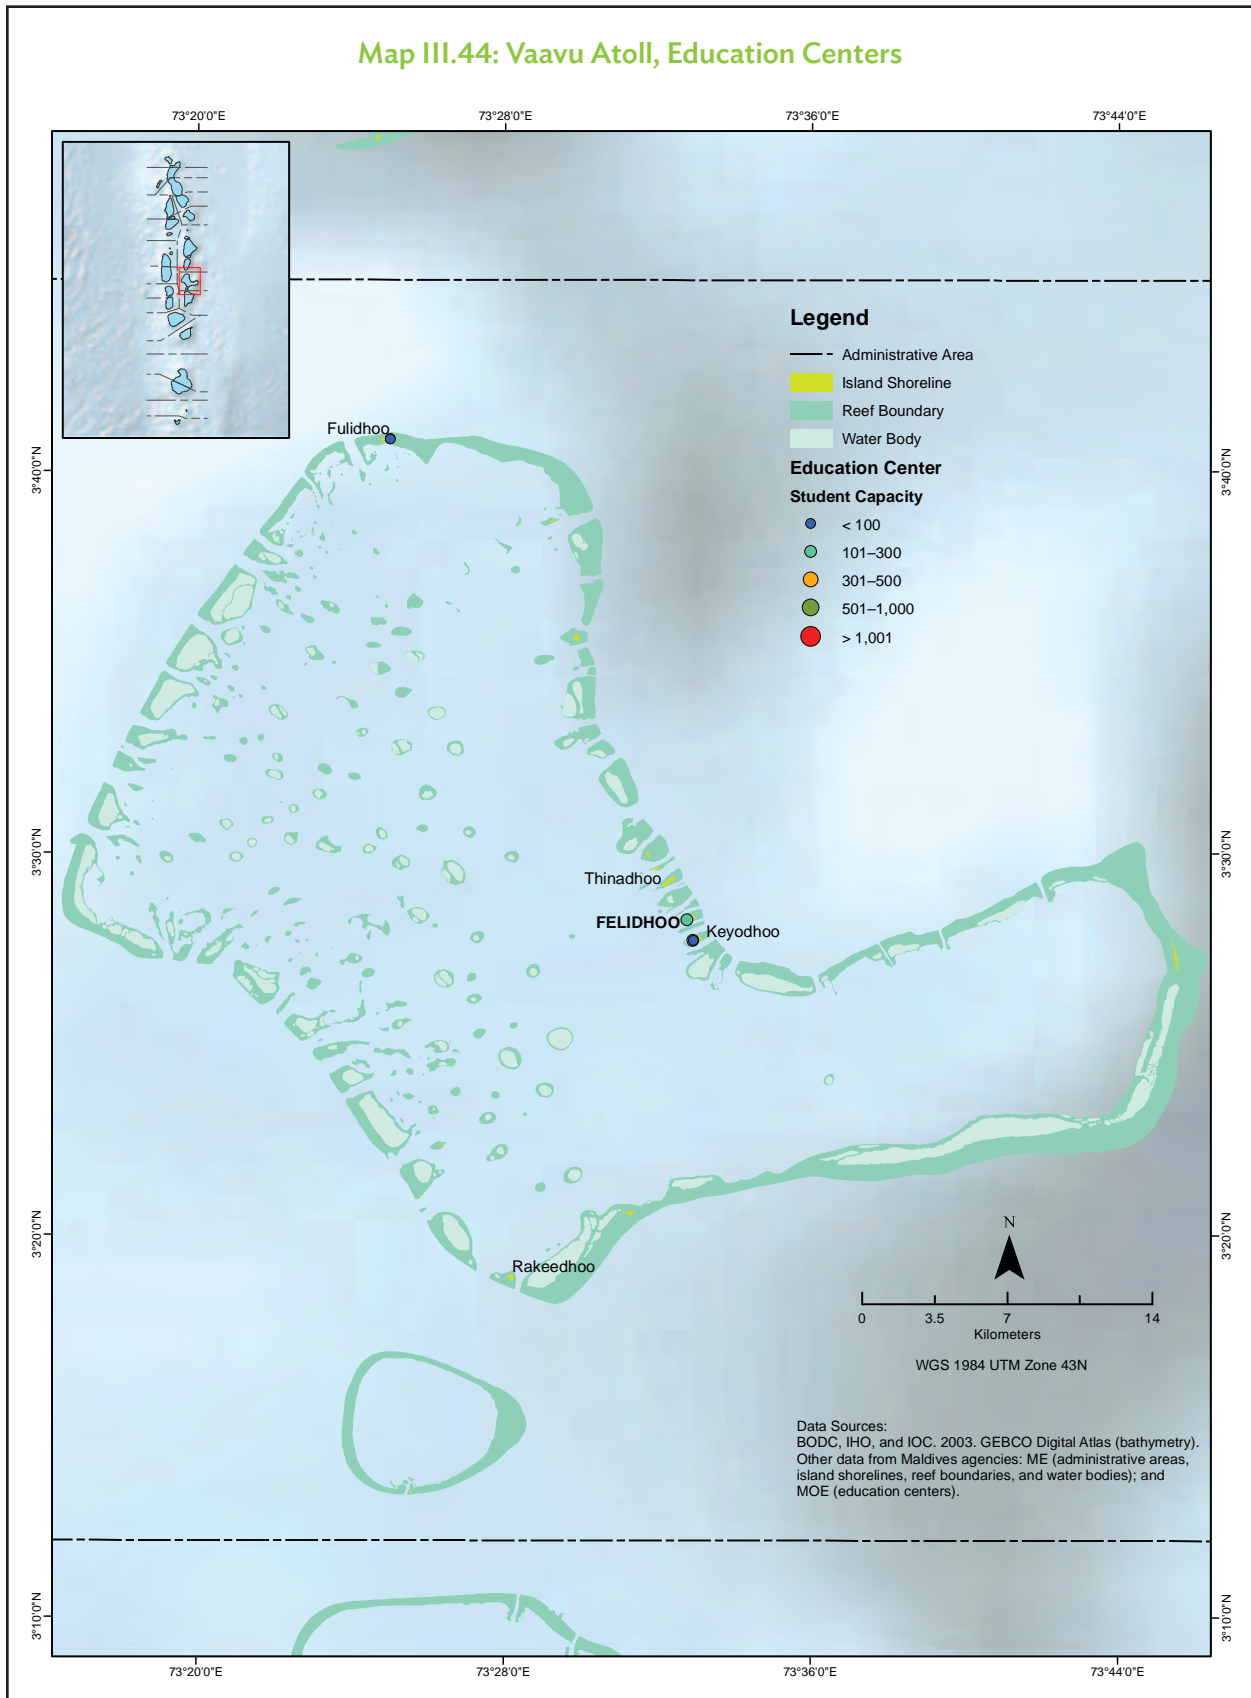 Map III.44: Vaavu Atoll, Education Centers
73°20'0"E
73°28'0"E
73°36'0"E
73°44'0"E
Legend
Administrative Area
Island Shoreline
Reef Boundary
Water Body
Education Center
Student Capacity
< 100
101–300
301–500
501–1,000
> 1,001
Fulidhoo
3°40'0"N
3°40'0"N
3°30'0"N
3°30'0"N
Thinadhoo
FELIDHOO
Keyodhoo
3°20'0"N
3°20'0"N
Rakeedhoo
N
0
3.5
7
14
Kilometers
WGS 1984 UTM Zone 43N
Data Sources:
BODC, IHO, and IOC. 2003. GEBCO Digital Atlas (bathymetry).
Other data from Maldives agencies: ME (administrative areas,
island shorelines, reef boundaries, and water bodies); and
MOE (education centers).
3°10'0"N
3°10'0"N
73°20'0"E
73°28'0"E
73°36'0"E
73°44'0"E